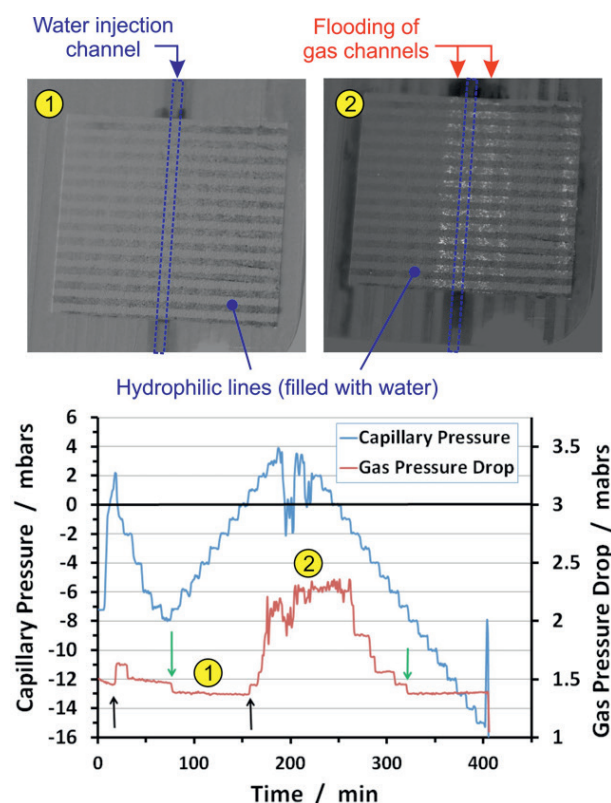 Water injection
channel
Flooding of
gas channels
1
2
Hydrophilic lines (filled with water)
6
4
2
0
-2
-4
-6
-8
-10
-12
-14
-16
Capillary Pressure / mbars
Capillary Pressure
Gas Pressure Drop
2
1
3.5
3
2.5
2
1.5
1
Gas Pressure Drop / mabrs
0
100
200
300
400
Time / min